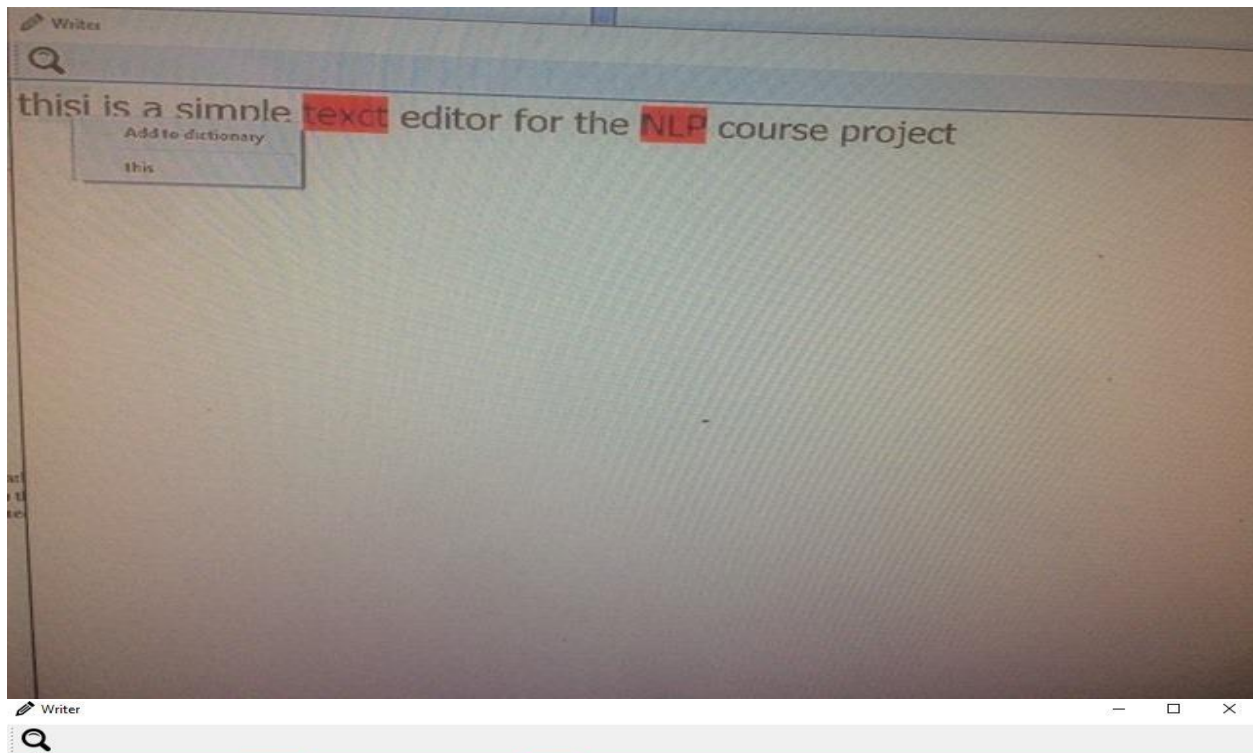 Writer
thisi is a simple texct editor for the NLP course project
Add to dictionary
this
Writer